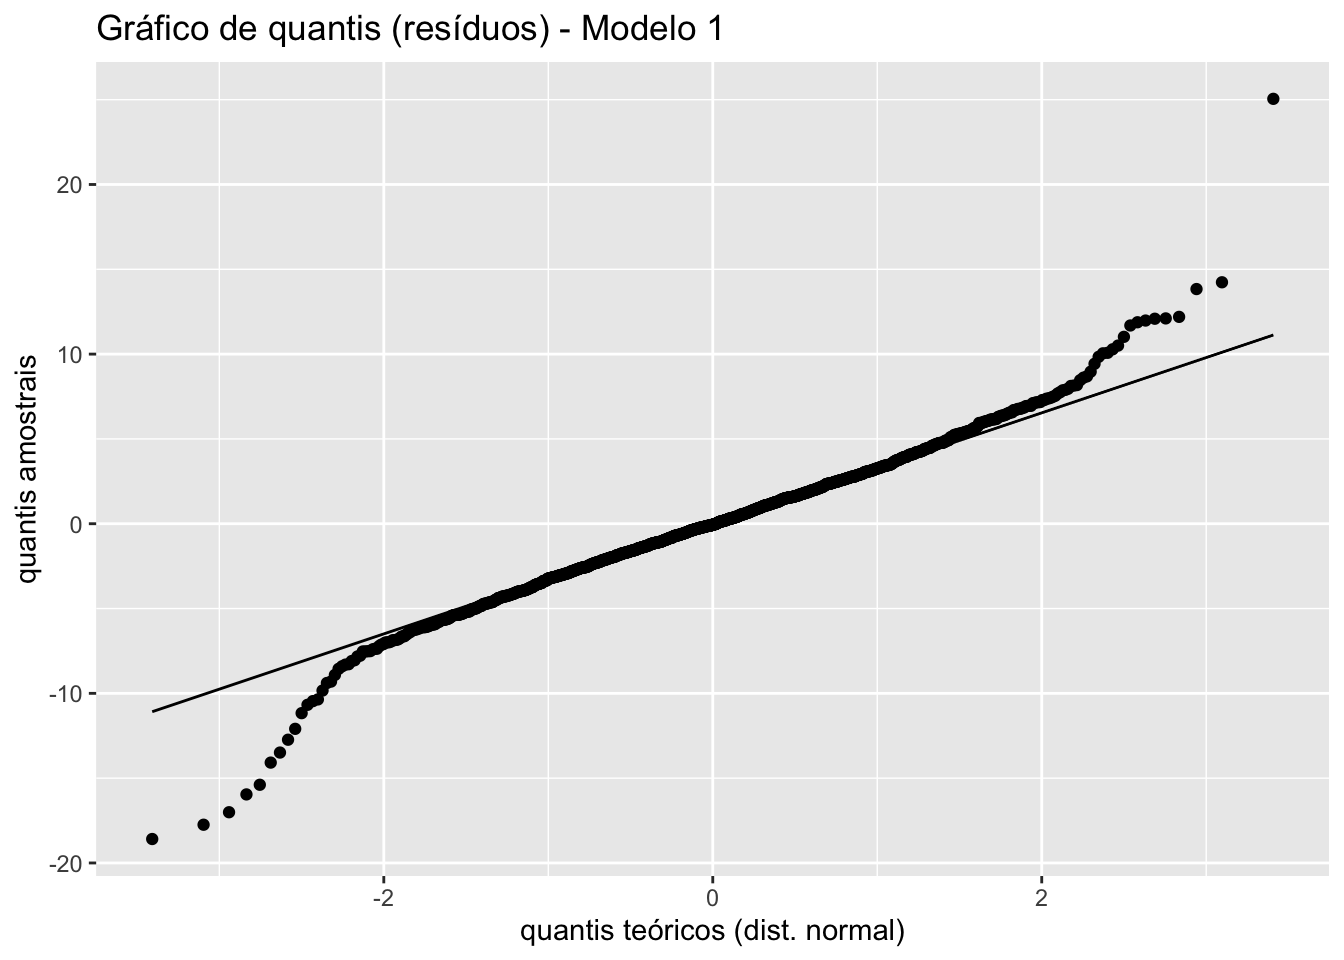 Gráfico de quantis (resíduos) - Modelo 1
quantis amostrais
20
10
0
-10
-20
-2
0
2
quantis teóricos (dist. normal)